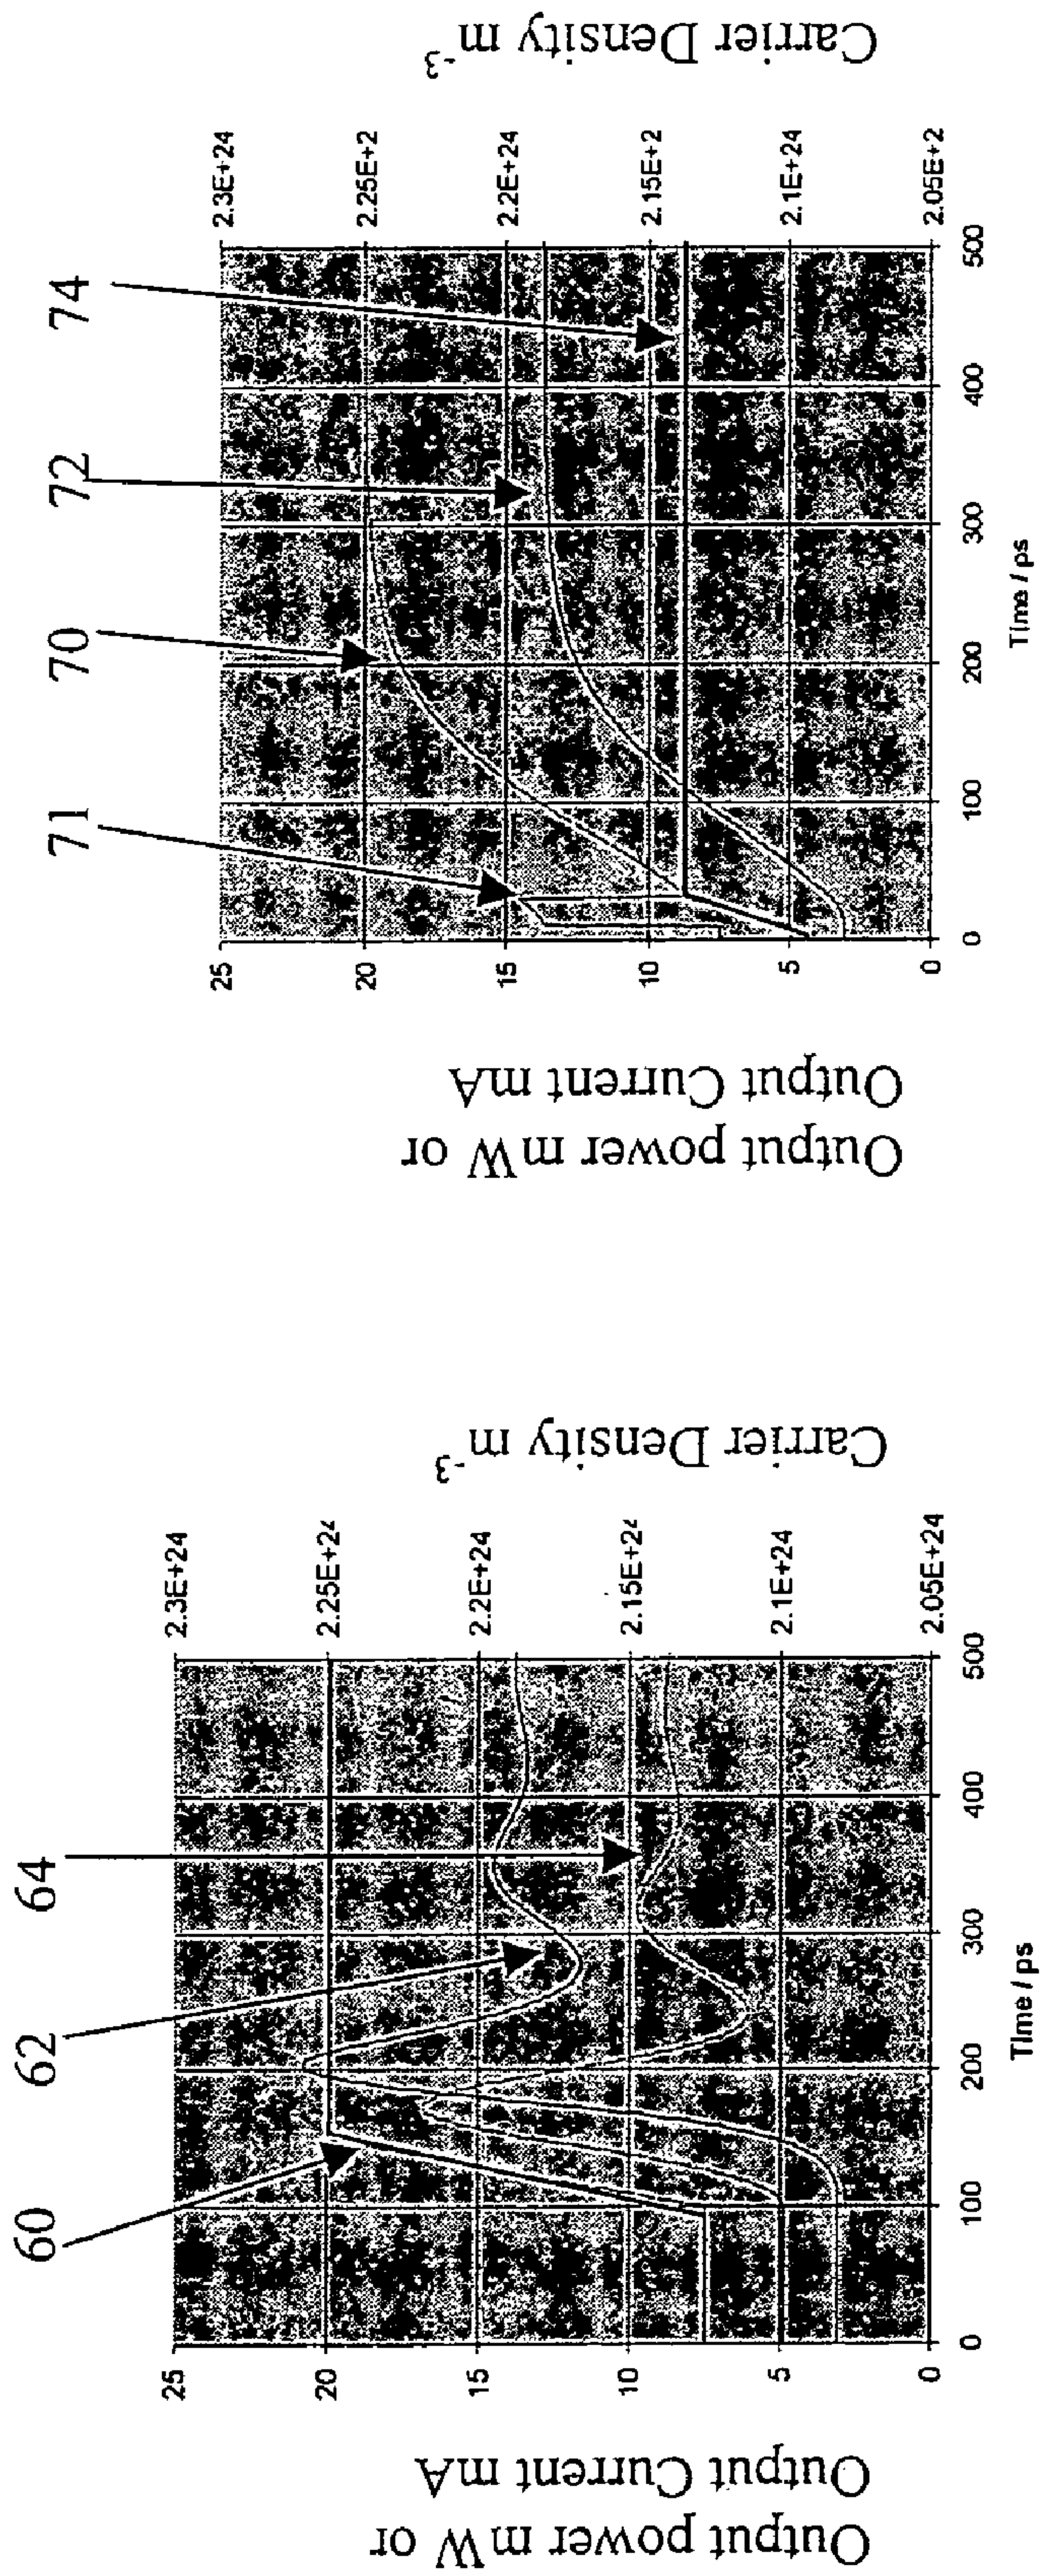 60
62
64
25
20
15
10
5
0
0
100
200
300
400
500
2.3E+24
2.25E+24
2.2E+24
2.15E+24
2.1E+24
2.05E+24
Time / ps
Output power mW or
Output Current mA
Carrier Density m⁻³
71
70
72
74
25
20
15
10
5
0
0
100
200
300
400
500
2.3E+24
2.25E+2
2.2E+24
2.15E+2
2.1E+24
2.05E+2
Time / ps
Output power mW or
Output Current mA
Carrier Density m⁻³